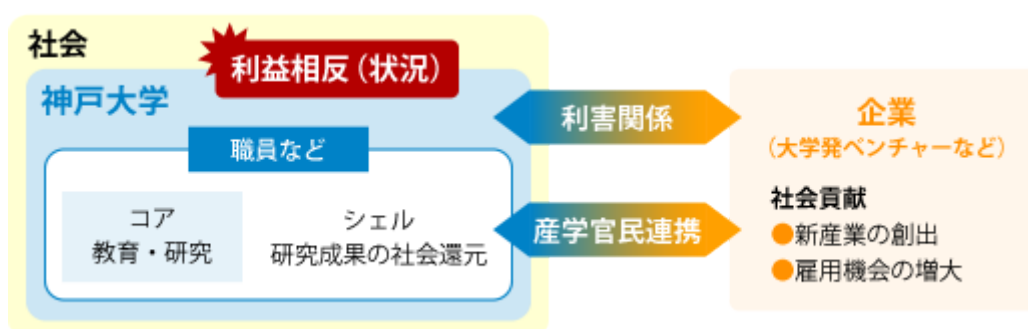 社会
利益相反（状況）
神戸大学
職員など
コア
教育・研究
シェル
研究成果の社会還元
利害関係
産学官民連携
企業
（大学発ベンチャーなど）
社会貢献
●新産業の創出
●雇用機会の増大